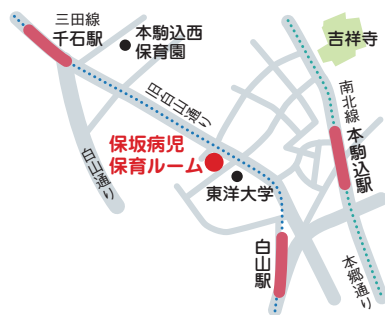 三田線
千石駅
本駒込西
保育園
吉祥寺
旧白山通り
南北線
本駒込駅
保坂病児
保育ルーム
白山通り
東洋大学
白山駅
本郷通り